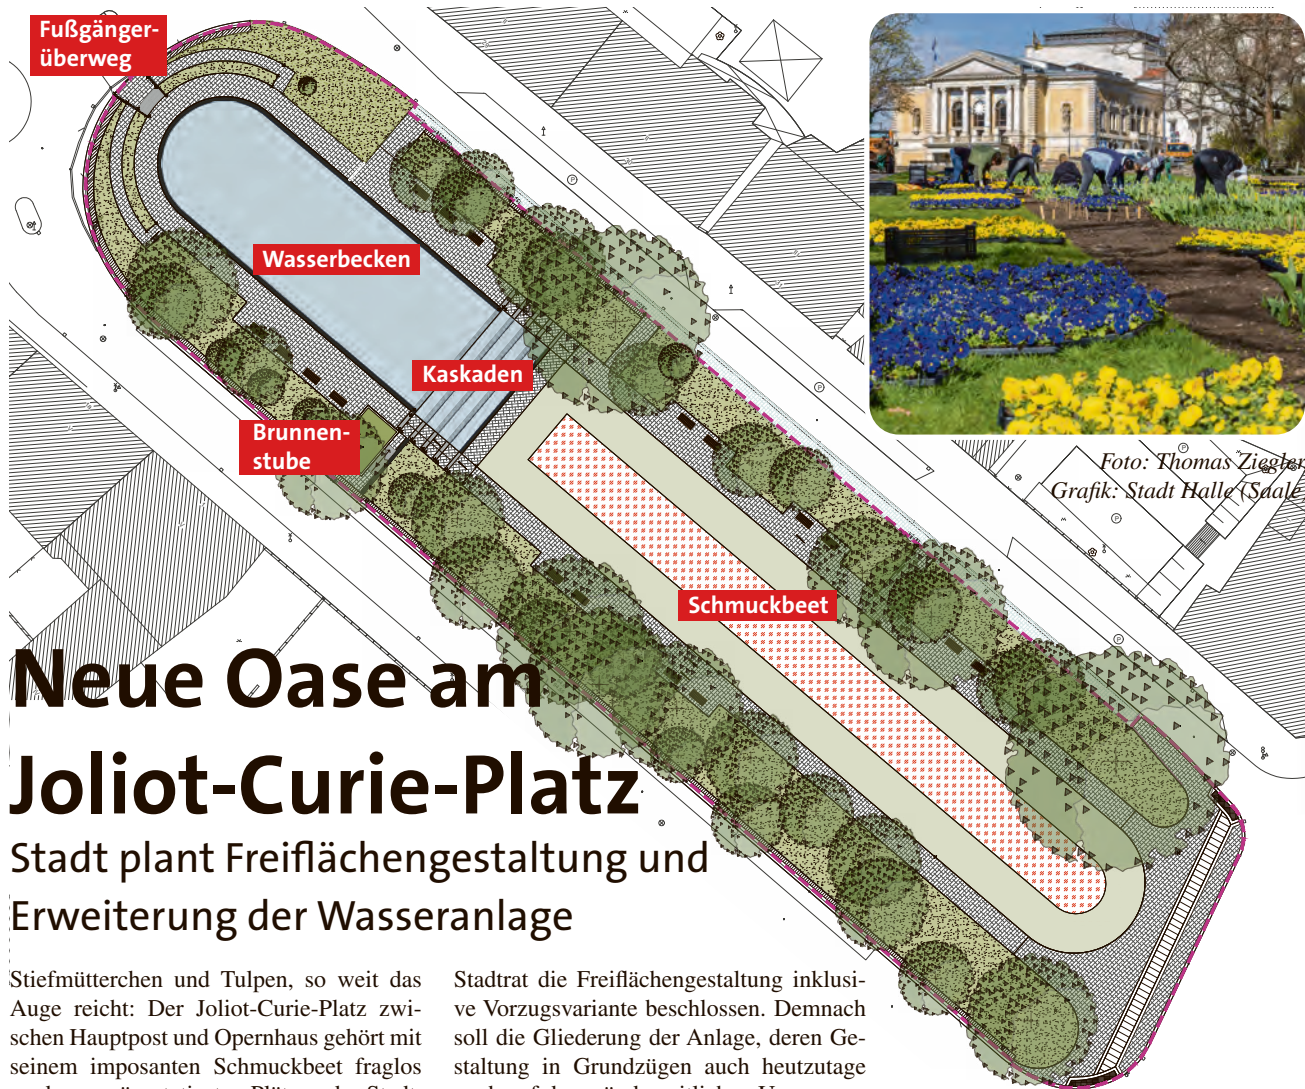 Fußgänger-
überweg
Wasserbecken
Kaskaden
Brunnen-
stube
Schmuckbeet
Foto: Thomas Ziegler
Grafik: Stadt Halle (Saale
Neue Oase am
Joliot-Curie-Platz
Stadt plant Freiflächengestaltung und
Erweiterung der Wasseranlage
Stiefmütterchen und Tulpen, so weit das
Auge reicht: Der Joliot-Curie-Platz zwi-
schen Hauptpost und Opernhaus gehört mit
seinem imposanten Schmuckbeet fraglos
Stadtrat die Freiflächengestaltung inklusi-
ve Vorzugsvariante beschlossen. Demnach
soll die Gliederung der Anlage, deren Ge-
staltung in Grundzügen auch heutzutage